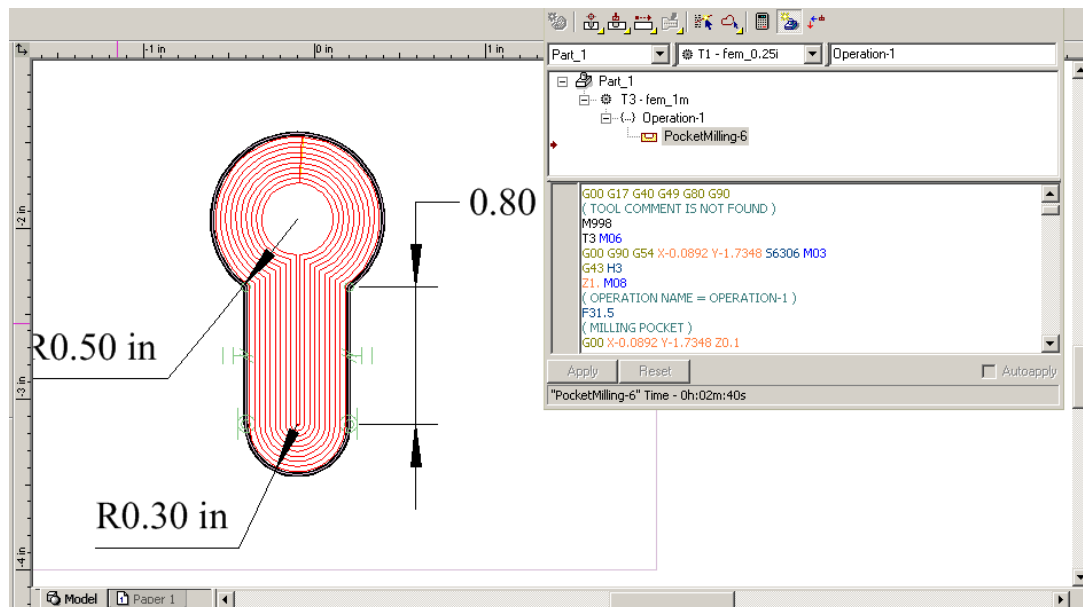 Part_1
T1 - fem_0.25i
Operation-1
Part_1
T3 - fem_1m
{...} Operation-1
PocketMilling-6
G00 G17 G40 G49 G80 G90
( TOOL COMMENT IS NOT FOUND )
M998
T3 M06
G00 G90 G54 X-0.0892 Y-1.7348 S6306 M03
G43 H3
Z1. M08
( OPERATION NAME = OPERATION-1 )
F31.5
( MILLING POCKET )
G00 X-0.0892 Y-1.7348 Z0.1
Apply
Reset
Autoapply
"PocketMilling-6" Time - 0h:02m:40s
-1 in
0 in
1 in
-2 in
-3 in
-4 in
0.80
R0.50 in
R0.30 in
Model
Paper 1